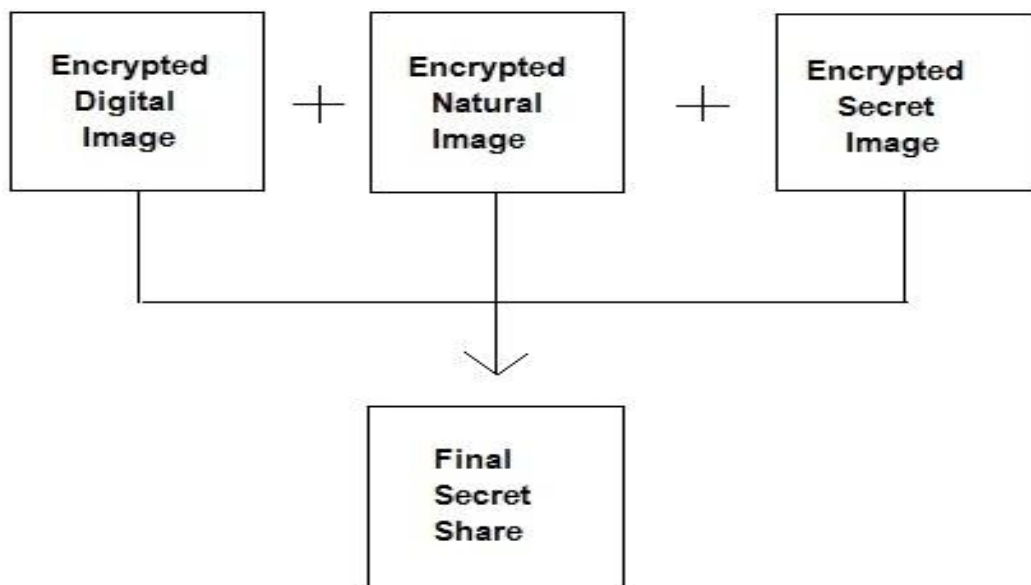 Encrypted
Digital
Image
+
Encrypted
Natural
Image
+
Encrypted
Secret
Image
Final
Secret
Share